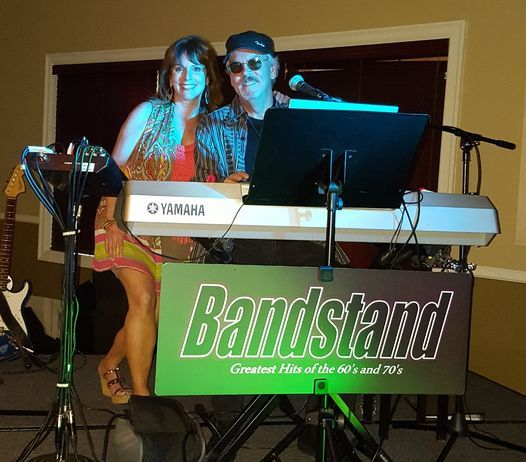 YAMAHA
Bandstand
Greatest Hits of the 60's and 70's